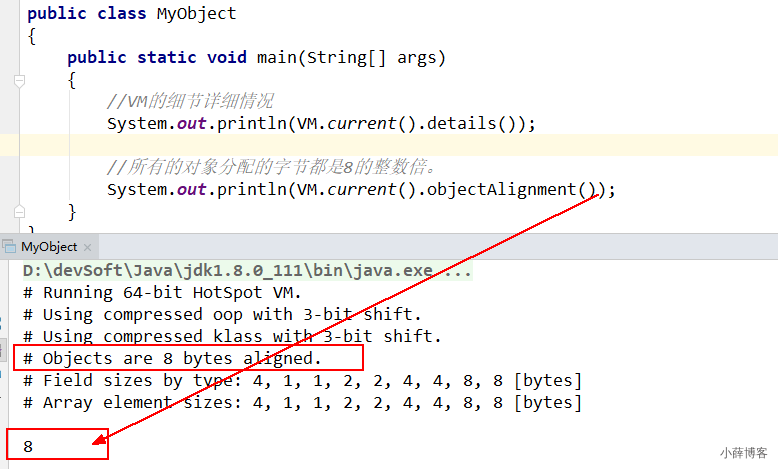 public class MyObject
{
public static void main(String[] args)
{
//VM的细节详细情况
System.out.println(VM.current().details());
//所有的对象分配的字节都是8的整数倍。
System.out.println(VM.current().objectAlignment());
}
}
MyObject ×
D:\devSoft\Java\jdk1.8.0_111\bin\java.exe ...
# Running 64-bit HotSpot VM.
# Using compressed oop with 3-bit shift.
# Using compressed klass with 3-bit shift.
# Objects are 8 bytes aligned.
# Field sizes by type: 4, 1, 1, 2, 2, 4, 4, 8, 8 [bytes]
# Array element sizes: 4, 1, 1, 2, 2, 4, 4, 8, 8 [bytes]
8
小薛博客